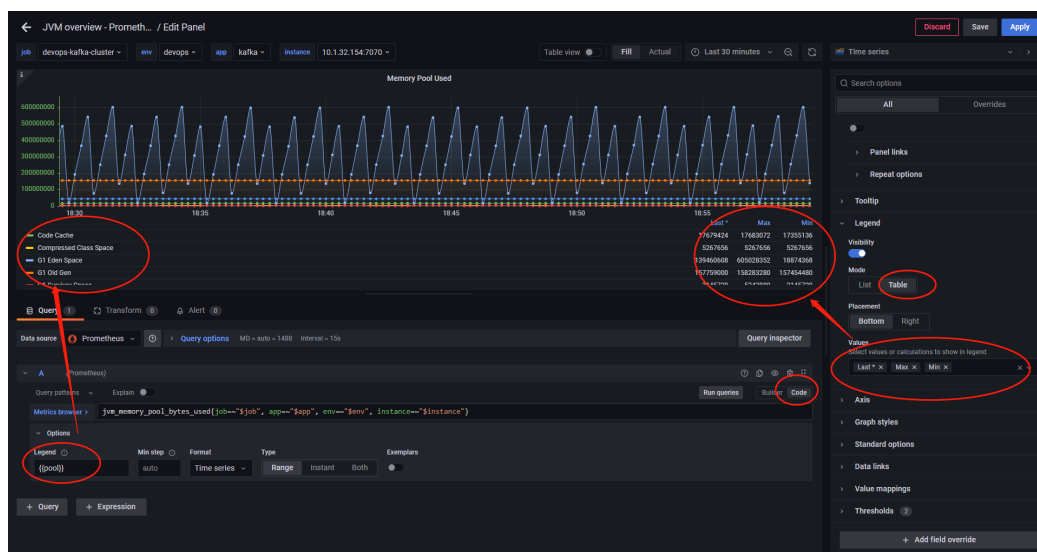 ← JVM overview - Prometh... / Edit Panel Discard Save Apply
job devops-kafka-cluster env devops app kafka instance 10.1.32.154:7070 Table view Fill Actual Last 30 minutes Time series
i Memory Pool Used
Search options
All Overrides
600000000
500000000
400000000
300000000
200000000
100000000
0
18:30 18:35 18:40 18:45 18:50 18:55
Last * Max Min
Code Cache 17679424 17683072 17355136
Compressed Class Space 5267656 5267656 5267656
G1 Eden Space 139460608 605028352 18874368
G1 Old Gen 157759000 158283280 157454480
G1 Survivor Space 3145728 5242880 3145728
Panel links
Repeat options
Tooltip
Legend
Visibility
Mode
List Table
Placement
Bottom Right
Values
Select values or calculations to show in legend
Last * × Max × Min ×
Axis
Graph styles
Standard options
Data links
Value mappings
Thresholds 2
+ Add field override
Query 1 Transform 0 Alert 0
Data source Prometheus Query options MD = auto = 1488 Interval = 15s Query inspector
A (Prometheus)
Query patterns Explain Run queries Builder Code
Metrics browser > jvm_memory_pool_bytes_used{job=~"$job", app=~"$app", env=~"$env", instance=~"$instance"}
Options
Legend Min step Format Type Exemplars
{{pool}} auto Time series Range Instant Both
+ Query + Expression